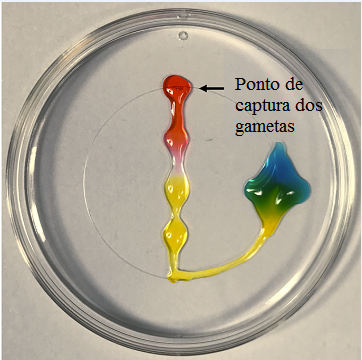 Ponto de
captura dos
gametas